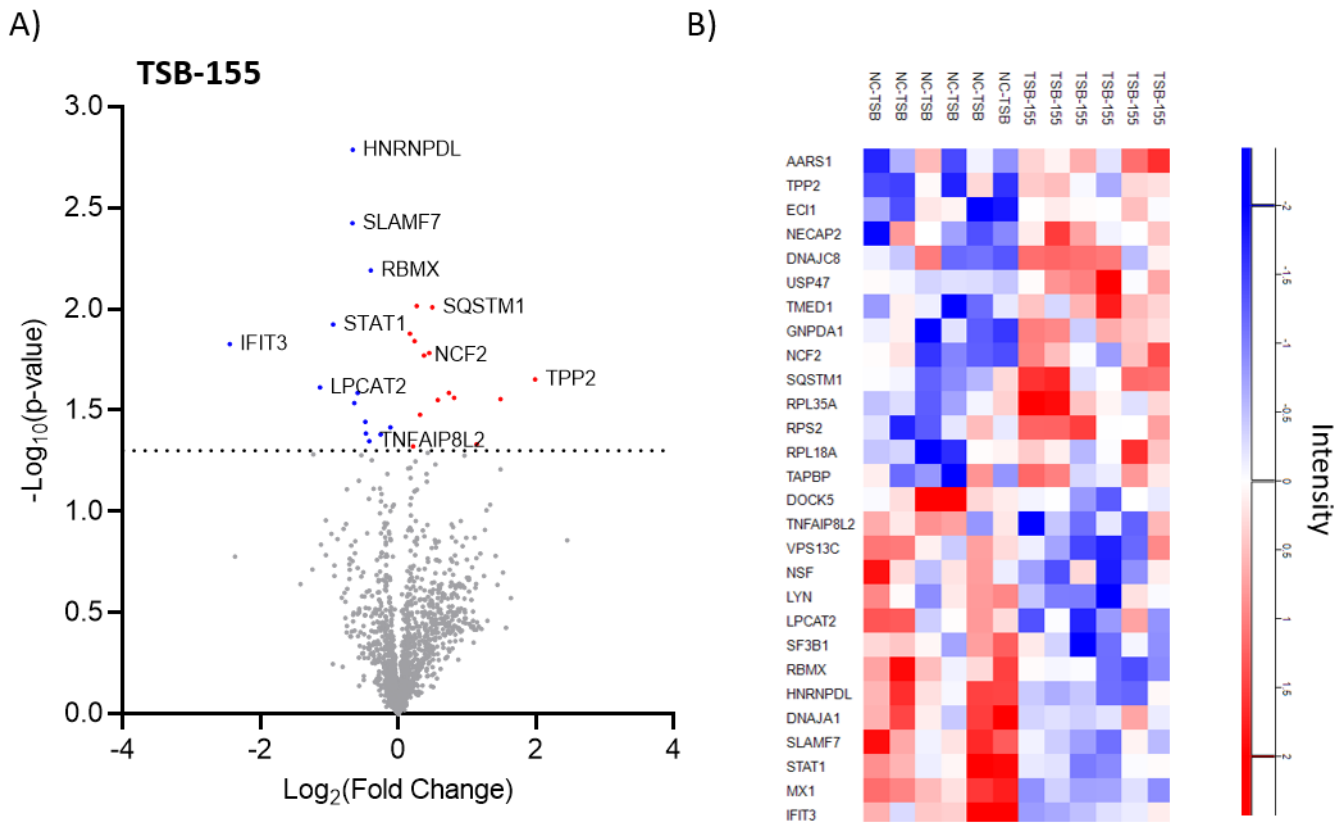 A)
TSB-155
3.0
2.5
2.0
1.5
1.0
0.5
0.0
-4
-2
0
2
4
-Log10(p-value)
Log2(Fold Change)
HNRNPDL
SLAMF7
RBMX
SQSTM1
STAT1
IFIT3
NCF2
LPCAT2
TPP2
TNFAIP8L2
B)
NC-TSB
NC-TSB
NC-TSB
NC-TSB
NC-TSB
NC-TSB
TSB-155
TSB-155
TSB-155
TSB-155
TSB-155
TSB-155
AARS1
TPP2
ECI1
NECAP2
DNAJC8
USP47
TMED1
GNPDA1
NCF2
SQSTM1
RPL35A
RPS2
RPL18A
TAPBP
DOCK5
TNFAIP8L2
VPS13C
NSF
LYN
LPCAT2
SF3B1
RBMX
HNRNPDL
DNAJA1
SLAMF7
STAT1
MX1
IFIT3
-2
-1.5
-1
-0.5
0
0.5
1
1.5
2
Intensity